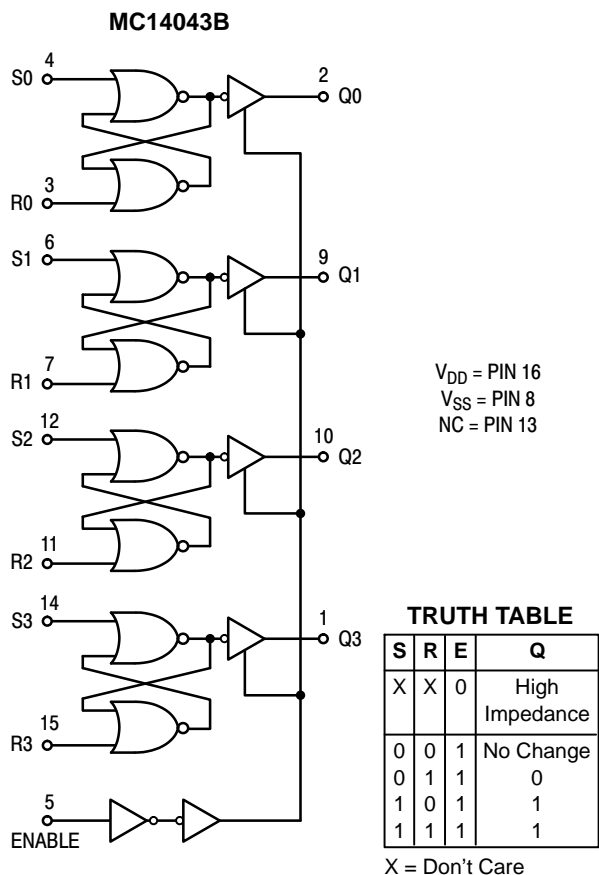 MC14043B
4
S0
2
Q0
3
R0
6
S1
9
Q1
7
R1
12
S2
10
Q2
11
R2
14
S3
1
Q3
15
R3
5
ENABLE
VDD = PIN 16
VSS = PIN 8
NC = PIN 13
TRUTH TABLE
S R E Q
X X 0 High
Impedance
0 0 1 No Change
0 1 1 0
1 0 1 1
1 1 1 1
X = Don't Care